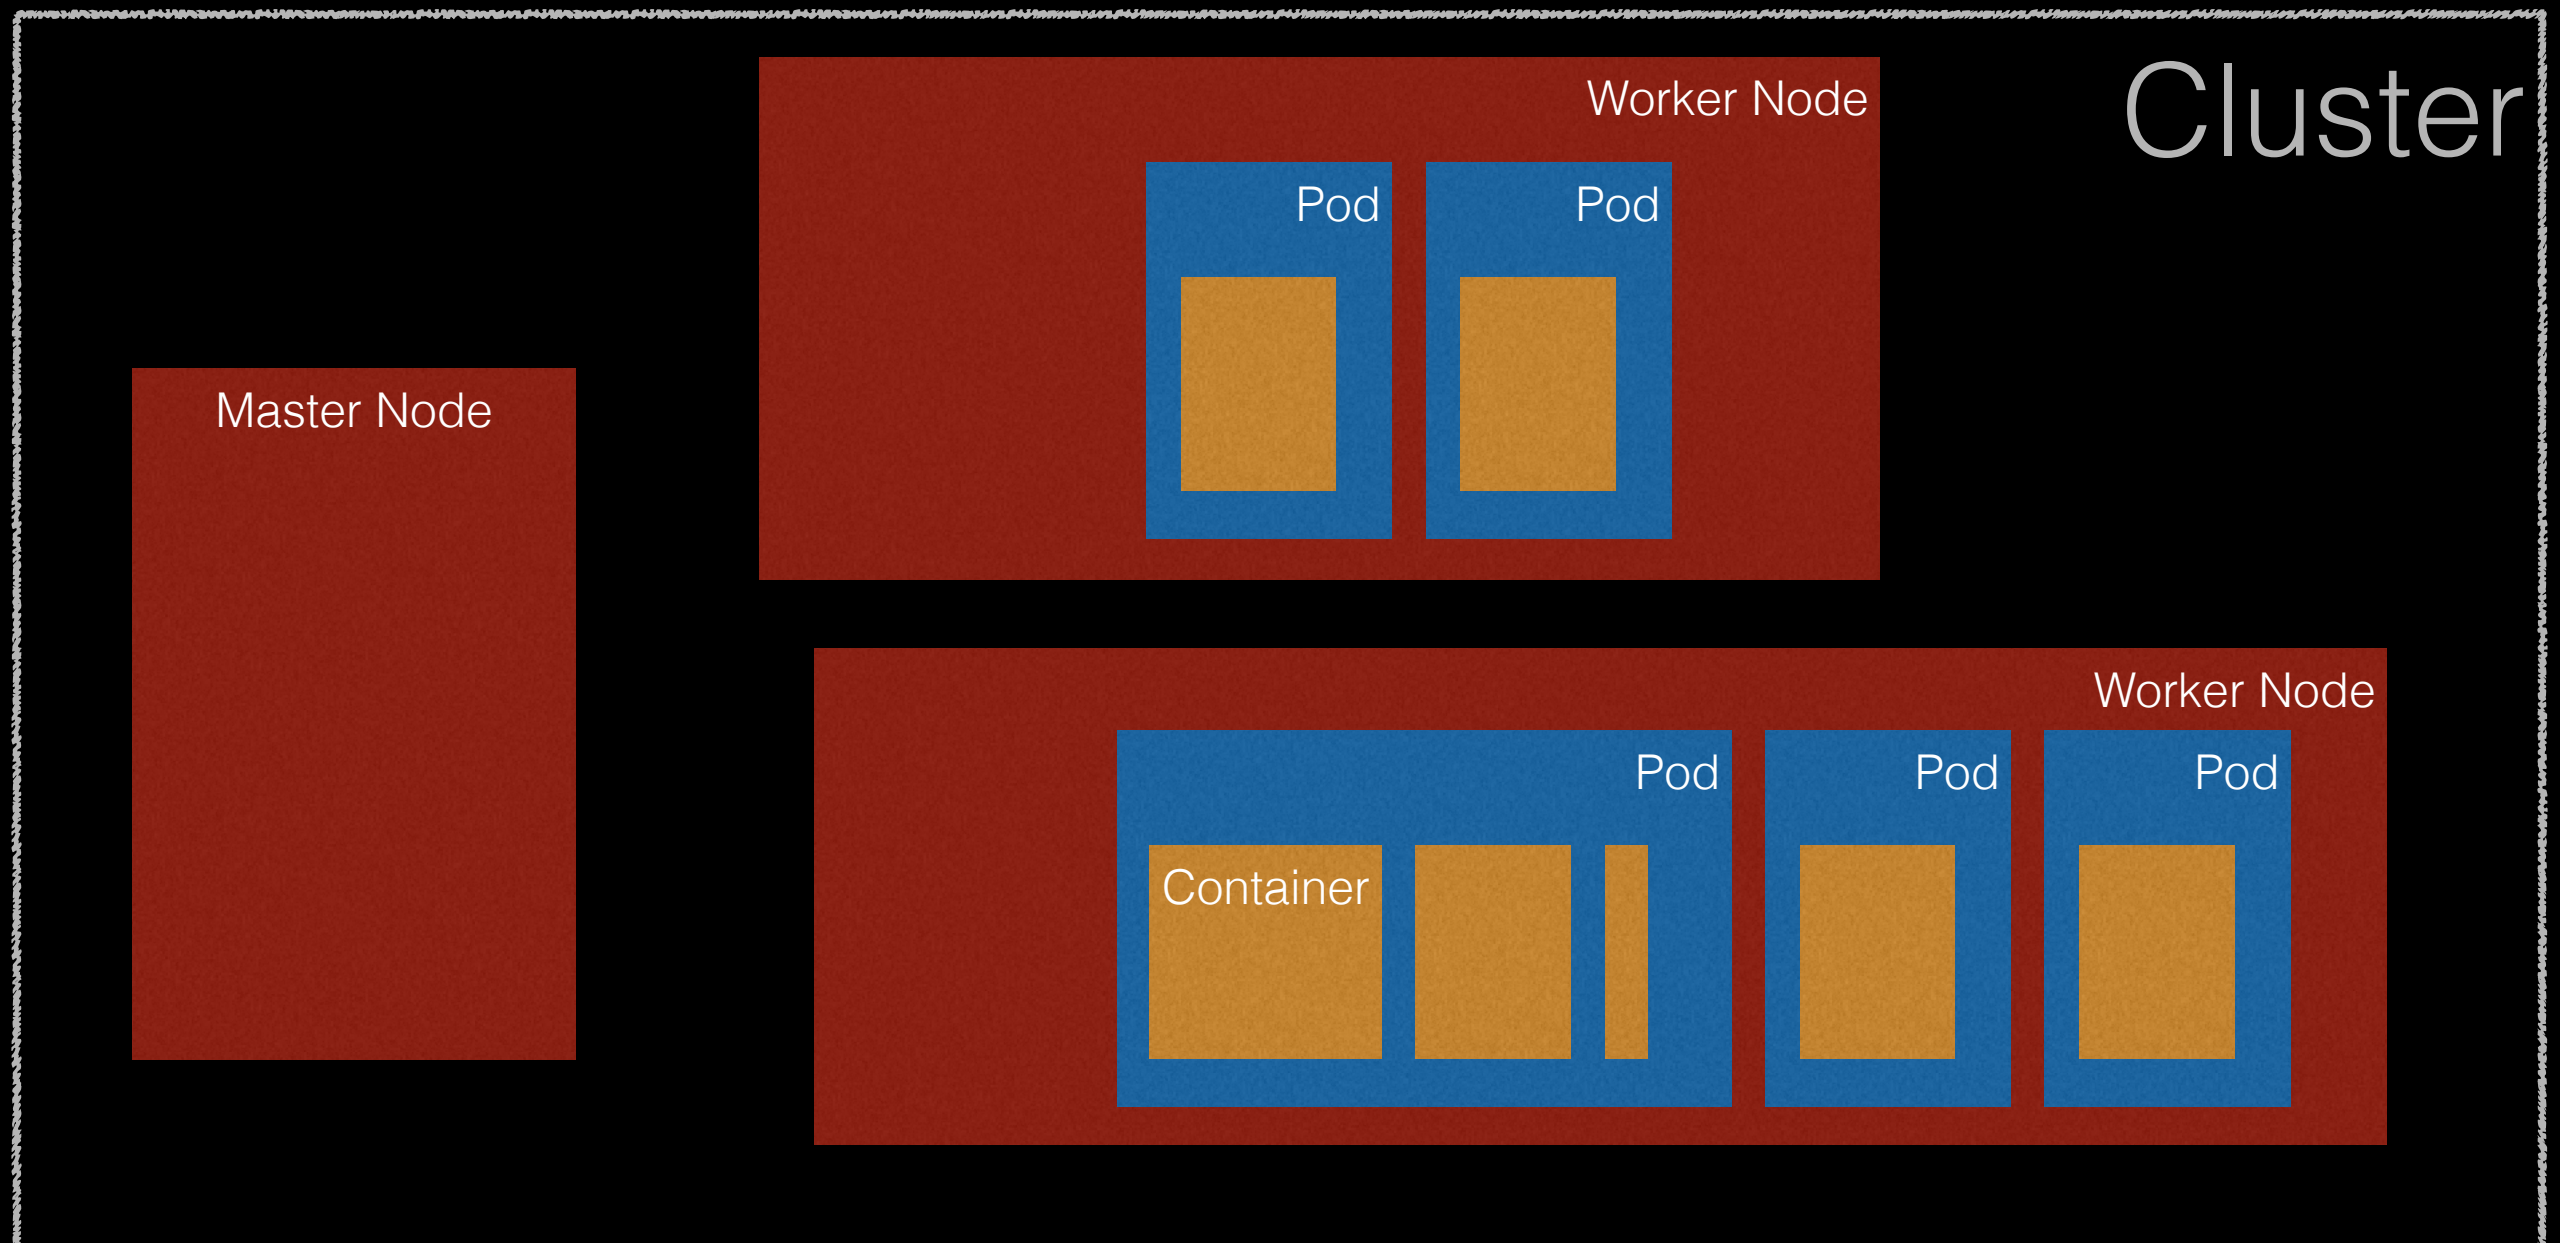 Cluster
Worker Node
Pod
Pod
Master Node
Worker Node
Pod
Pod
Pod
Container